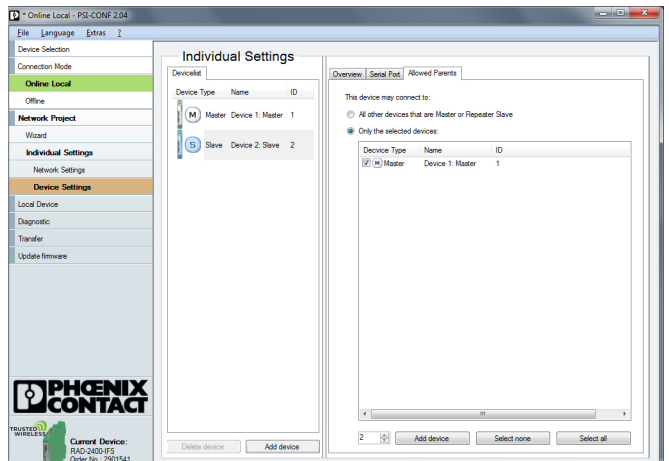 * Online Local - PSI-CONF 2.04
File Language Extras ?
Device Selection
Connection Mode
Online Local
Offline
Network Project
Wizard
Individual Settings
Network Settings
Device Settings
Local Device
Diagnostic
Transfer
Update firmware
PHŒNIX
CONTACT
TRUSTED
WIRELESS
Current Device:
RAD-2400-IFS
Order No.: 2901541
Individual Settings
Devicelist
Device Type Name ID
M Master Device 1: Master 1
S Slave Device 2: Slave 2
Delete device Add device
Overview Serial Port Allowed Parents
This device may connect to:
All other devices that are Master or Repeater Slave
Only the selected devices:
Decvice Type Name ID
M Master Device 1: Master 1
2 Add device Select none Select all